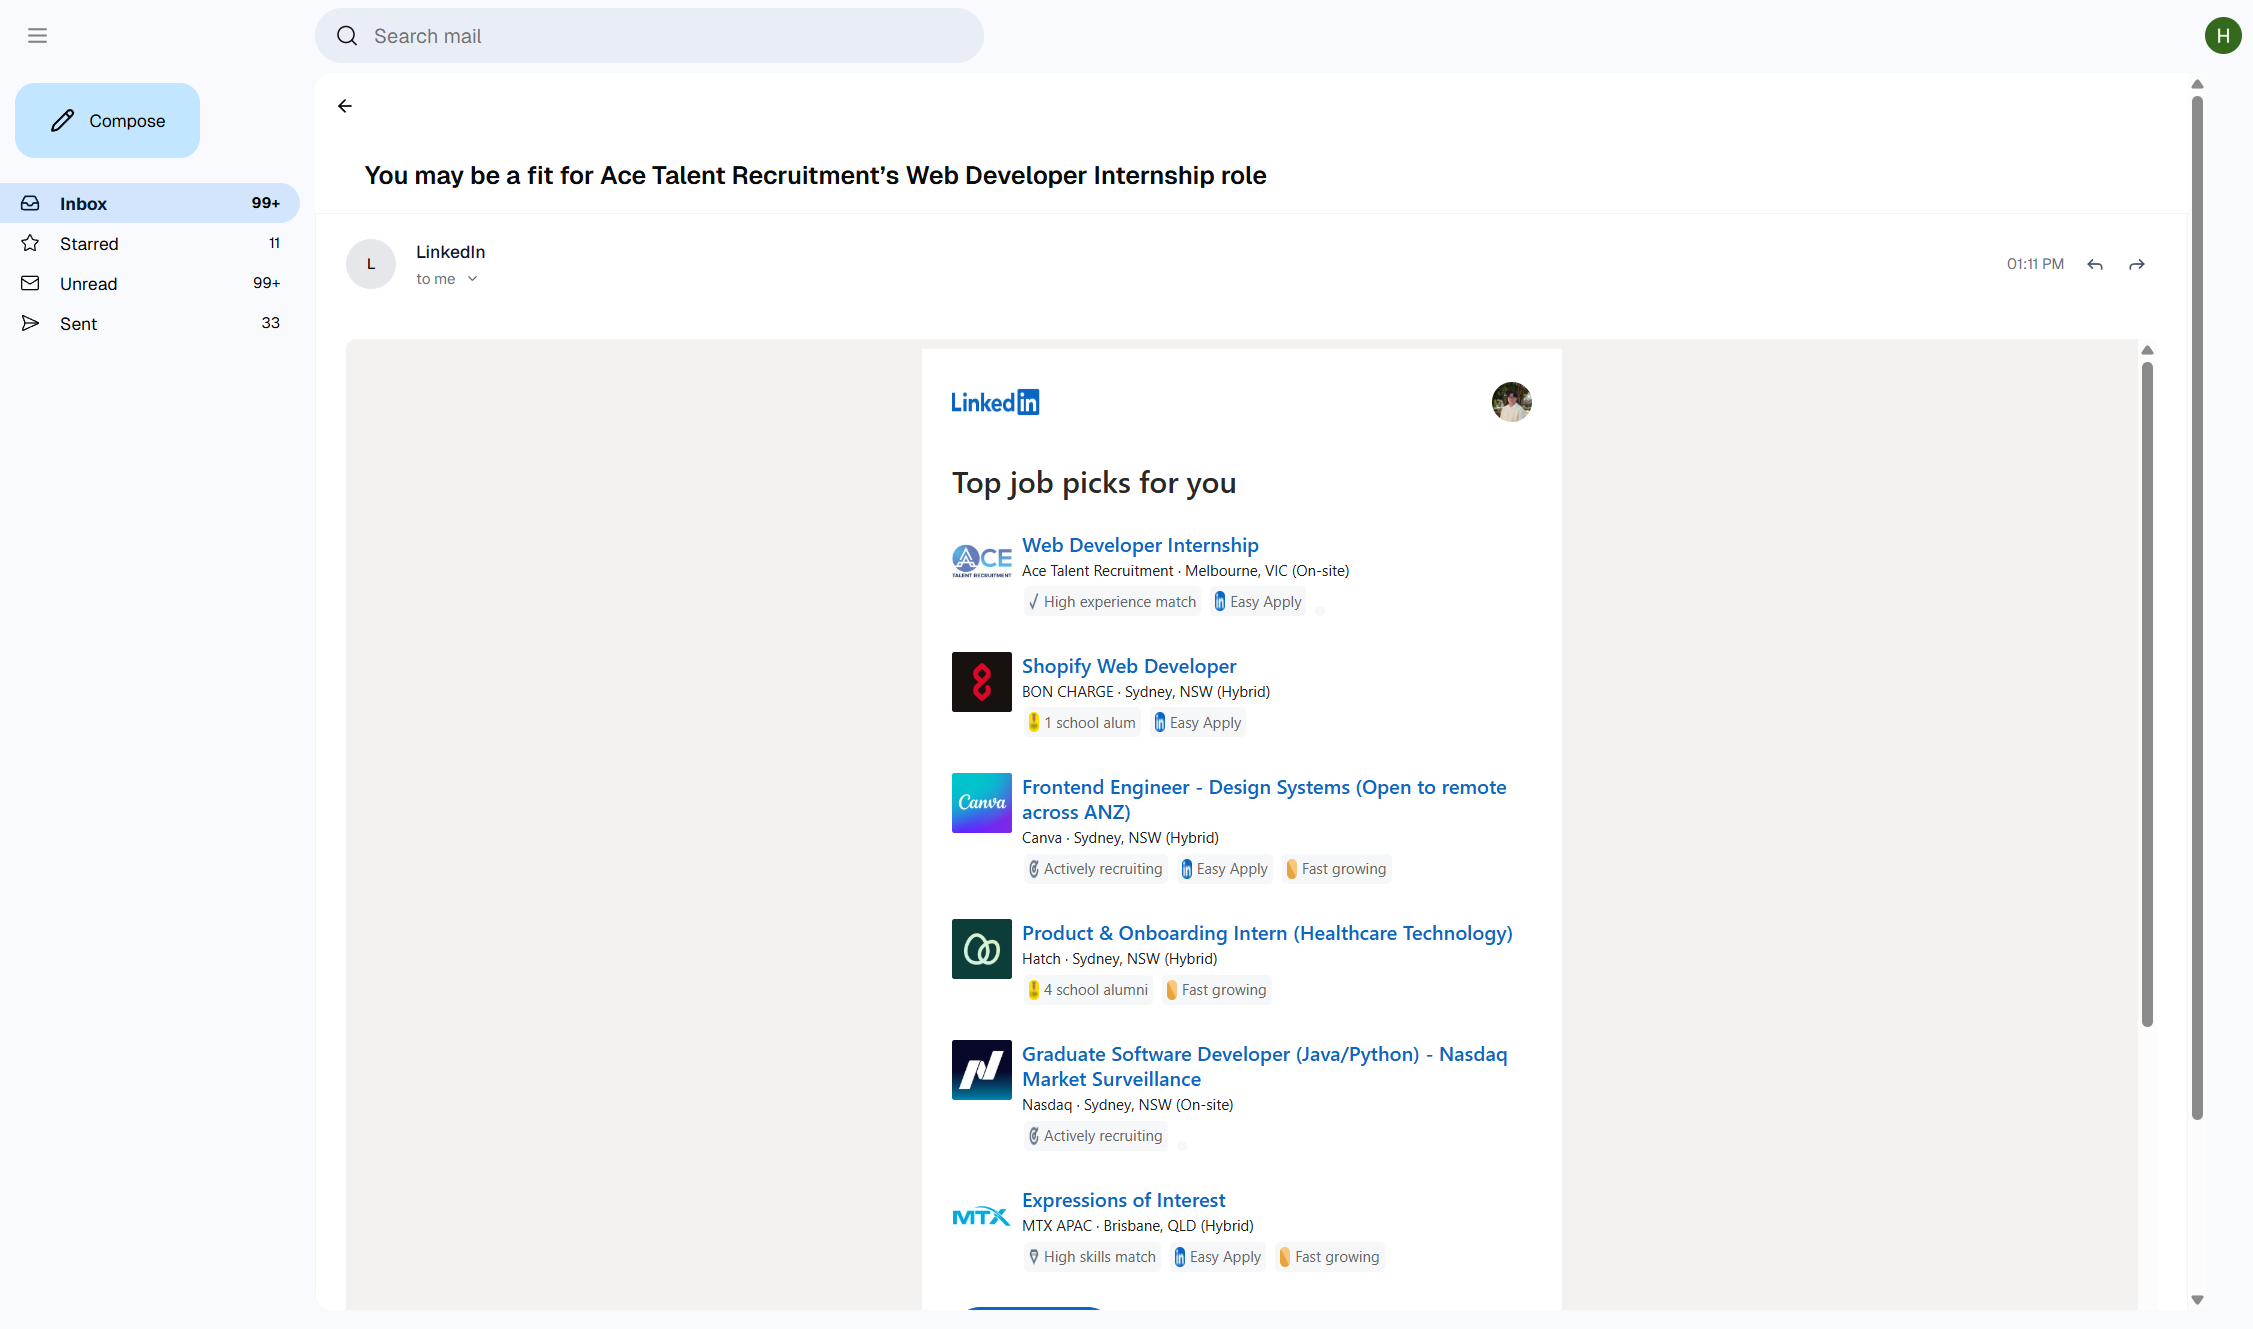 Search mail
H
Compose
Inbox 99+
Starred 11
Unread 99+
Sent 33
You may be a fit for Ace Talent Recruitment’s Web Developer Internship role
L
LinkedIn
to me
01:11 PM
Linked in
Top job picks for you
ACE
TALENT RECRUITMENT
Web Developer Internship
Ace Talent Recruitment · Melbourne, VIC (On-site)
High experience match
in Easy Apply
Shopify Web Developer
BON CHARGE · Sydney, NSW (Hybrid)
1 school alum
in Easy Apply
Canva
Frontend Engineer - Design Systems (Open to remote
across ANZ)
Canva · Sydney, NSW (Hybrid)
Actively recruiting
in Easy Apply
Fast growing
Product & Onboarding Intern (Healthcare Technology)
Hatch · Sydney, NSW (Hybrid)
4 school alumni
Fast growing
Graduate Software Developer (Java/Python) - Nasdaq
Market Surveillance
Nasdaq · Sydney, NSW (On-site)
Actively recruiting
MTX
Expressions of Interest
MTX APAC · Brisbane, QLD (Hybrid)
High skills match
in Easy Apply
Fast growing